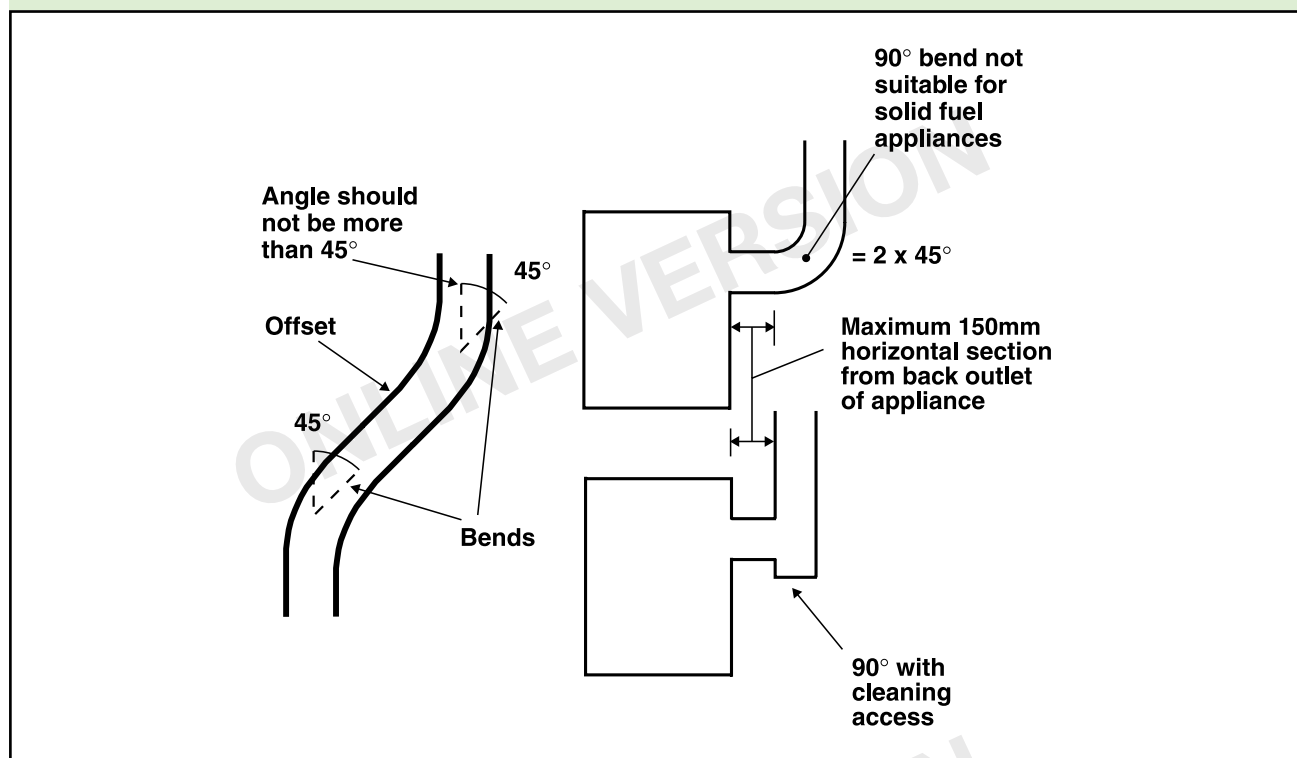 90° bend not
suitable for
solid fuel
appliances
Angle should
not be more
than 45°
45°
= 2 x 45°
Offset
Maximum 150mm
horizontal section
from back outlet
of appliance
45°
Bends
90° with
cleaning
access
ONLINE VERSION